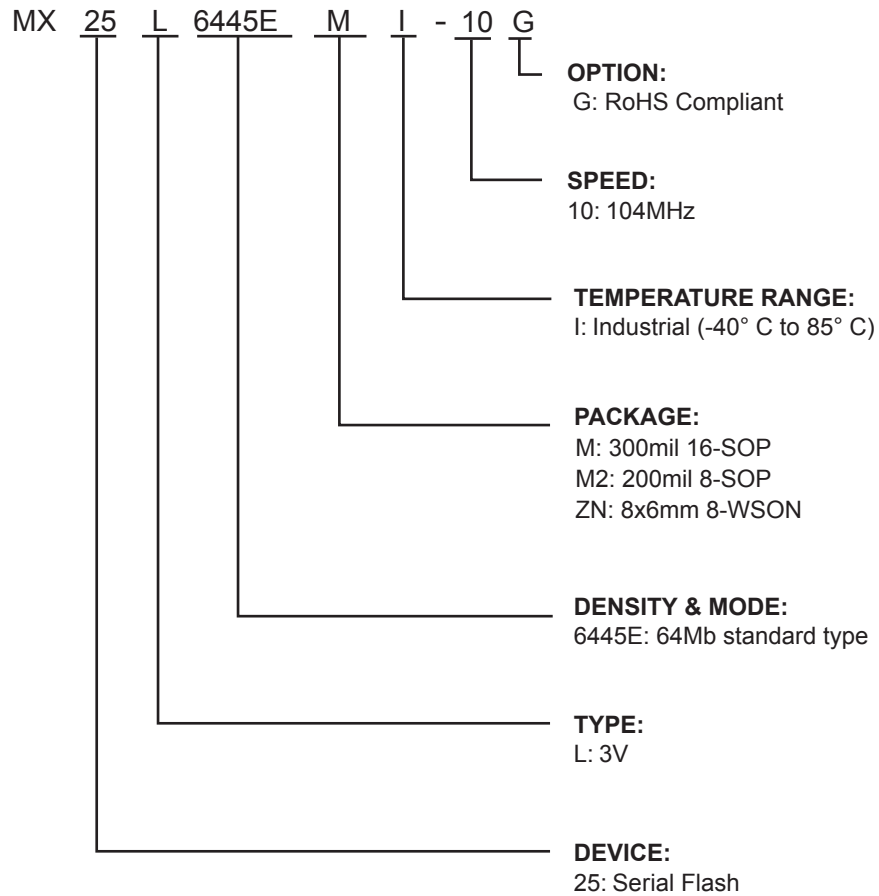 MX 25 L 6445E M I - 10 G
OPTION:
G: RoHS Compliant
SPEED:
10: 104MHz
TEMPERATURE RANGE:
I: Industrial (-40° C to 85° C)
PACKAGE:
M: 300mil 16-SOP
M2: 200mil 8-SOP
ZN: 8x6mm 8-WSON
DENSITY & MODE:
6445E: 64Mb standard type
TYPE:
L: 3V
DEVICE:
25: Serial Flash